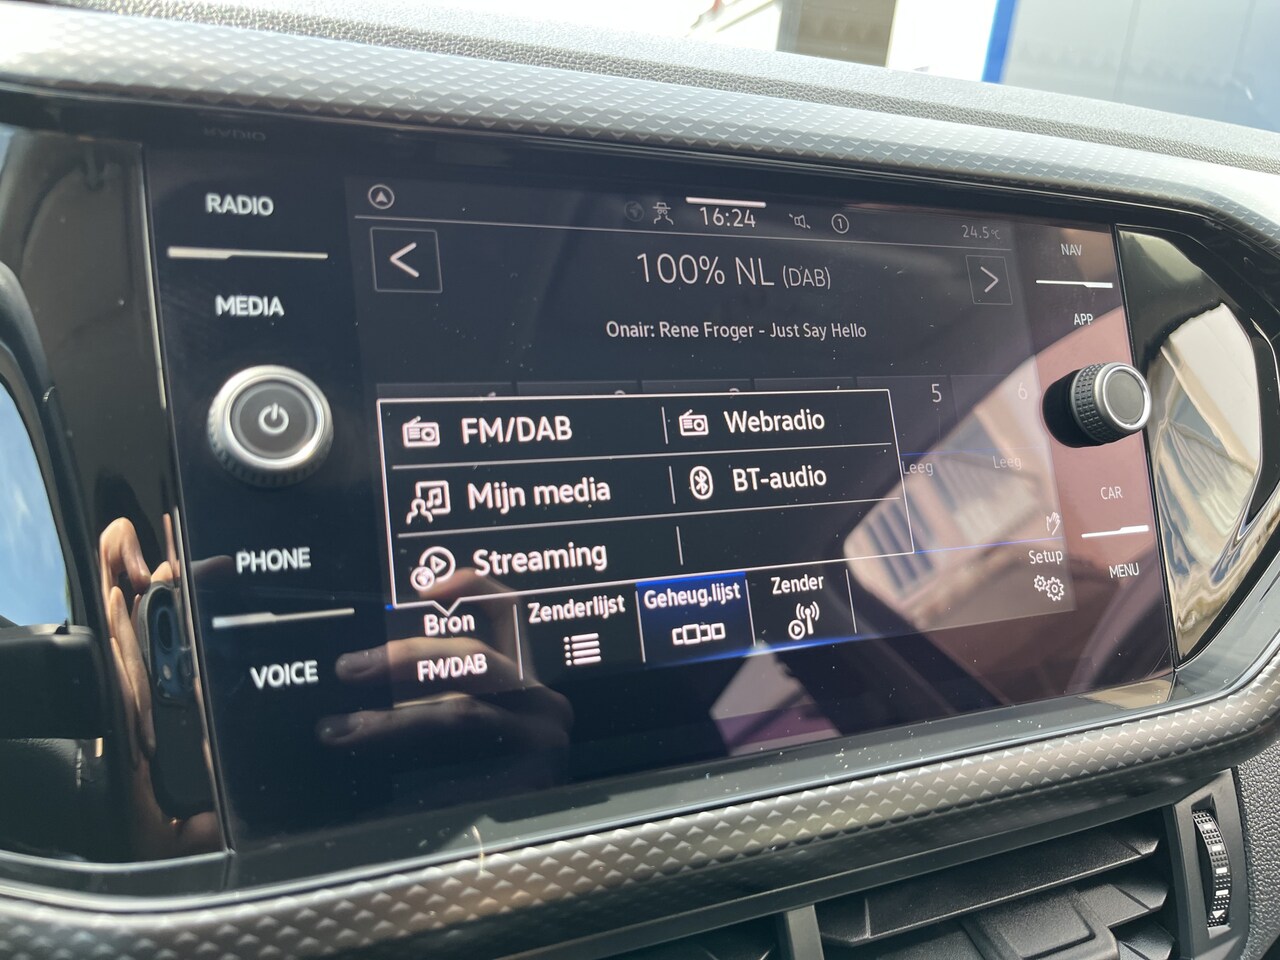 RADIO
MEDIA
PHONE
VOICE
16:24
24.5°C
100% NL (DAB)
Onair: Rene Froger - Just Say Hello
5 6
FM/DAB Webradio
Mijn media BT-audio
Streaming
Leeg Leeg
Bron
FM/DAB
Zenderlijst
Geheug.lijst
Zender
Setup
NAV
APP
CAR
MENU